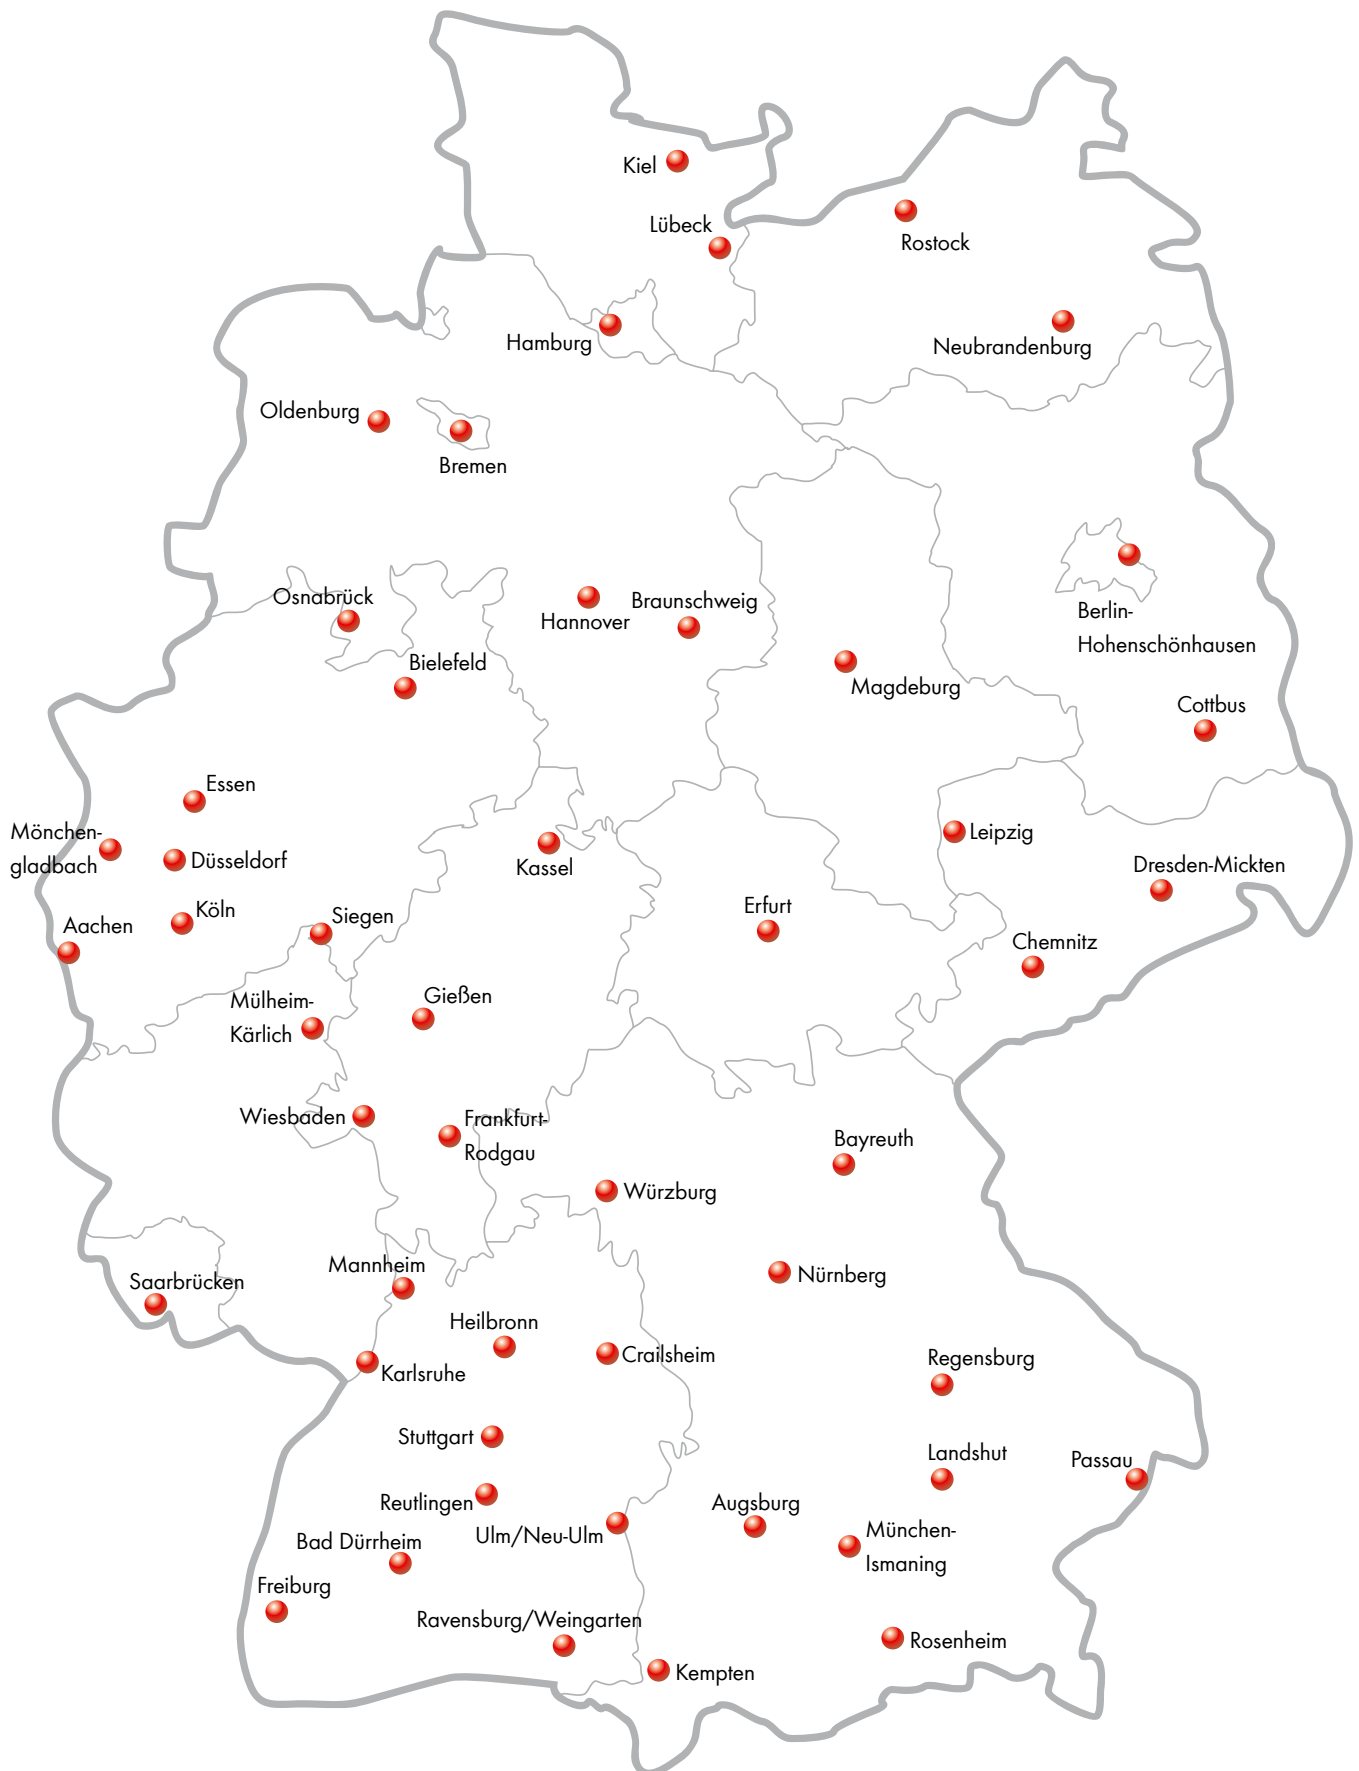 Kiel
Lübeck
Rostock
Hamburg
Neubrandenburg
Oldenburg
Bremen
Osnabrück
Hannover
Braunschweig
Berlin-
Hohenschönhausen
Bielefeld
Magdeburg
Cottbus
Essen
Mönchen-
gladbach
Düsseldorf
Kassel
Leipzig
Dresden-Mickten
Köln
Siegen
Aachen
Erfurt
Chemnitz
Mülheim-
Kärlich
Gießen
Wiesbaden
Frankfurt-
Rodgau
Bayreuth
Würzburg
Mannheim
Nürnberg
Saarbrücken
Heilbronn
Crailsheim
Karlsruhe
Regensburg
Stuttgart
Landshut
Passau
Reutlingen
Augsburg
Ulm/Neu-Ulm
München-
Ismaning
Bad Dürrheim
Freiburg
Ravensburg/Weingarten
Rosenheim
Kempten